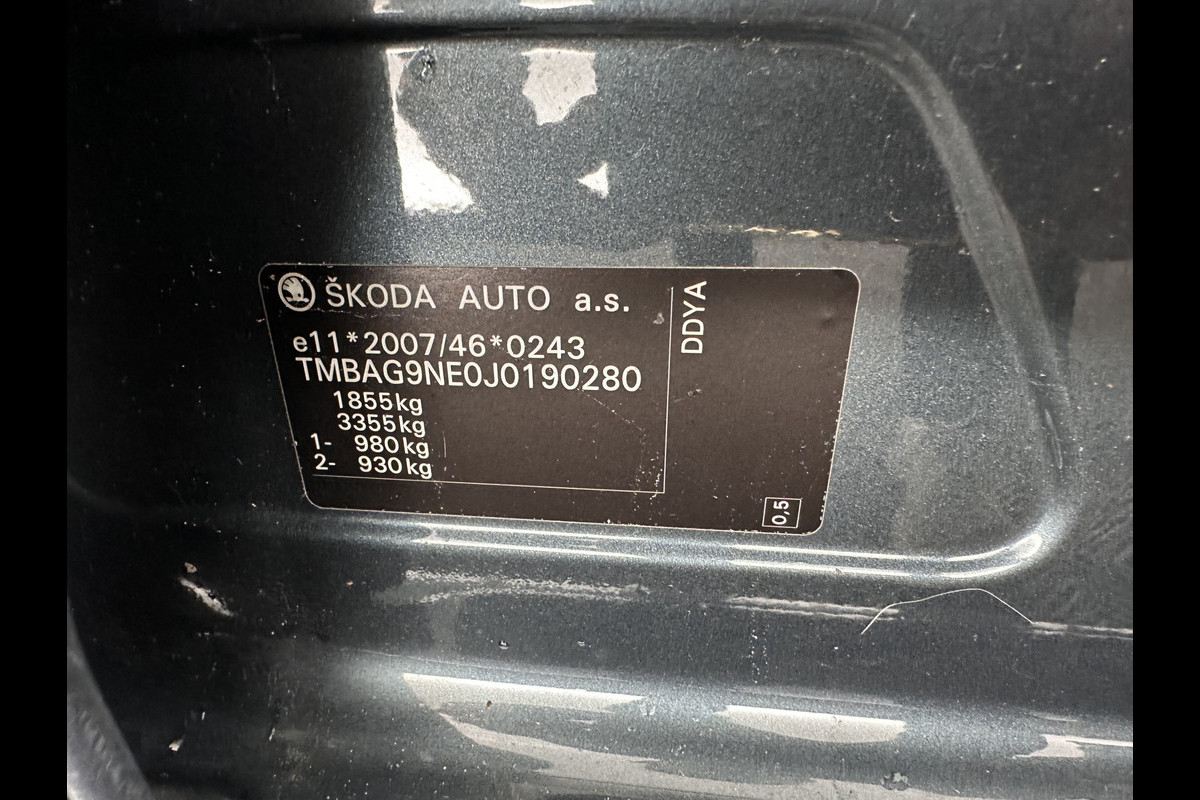 ŠKODA AUTO a.s.
e11*2007/46*0243
TMBAG9NE0J0190280
1855kg
3355kg
1- 980kg
2- 930kg
DDYA
0,5